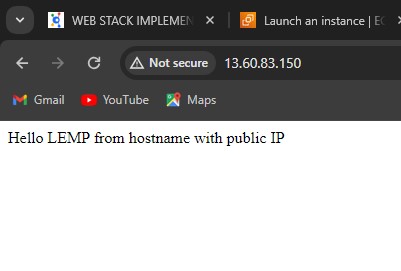 WEB STACK IMPLEMEN
Launch an instance | EC
Not secure 13.60.83.150
Gmail YouTube Maps
Hello LEMP from hostname with public IP